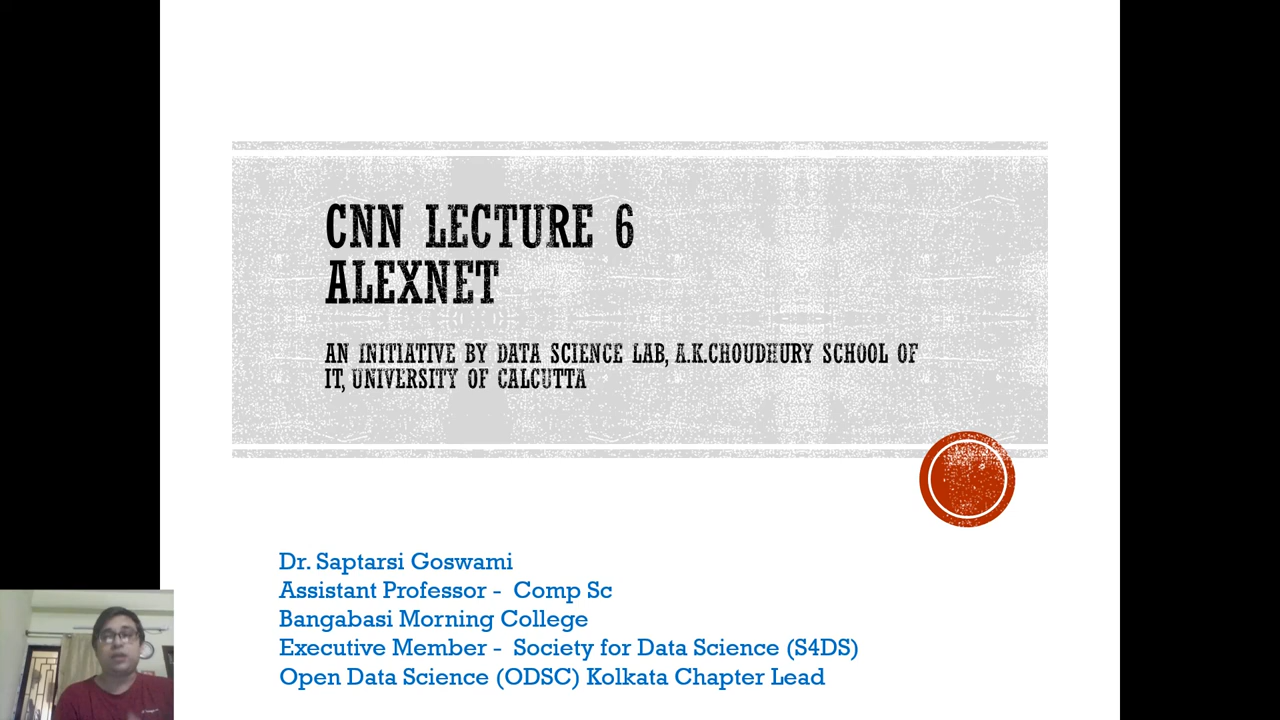 CNN LECTURE 6
ALEXNET
AN INITIATIVE BY DATA SCIENCE LAB, A.K.CHOUDHURY SCHOOL OF
IT, UNIVERSITY OF CALCUTTA
Dr. Saptarsi Goswami
Assistant Professor - Comp Sc
Bangabasi Morning College
Executive Member - Society for Data Science (S4DS)
Open Data Science (ODSC) Kolkata Chapter Lead